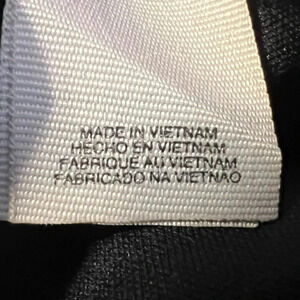 MADE IN VIETNAM
HECHO EN VIETNAM
FABRIQUE AU VIETNAM
FABRICADO NA VIETNAO